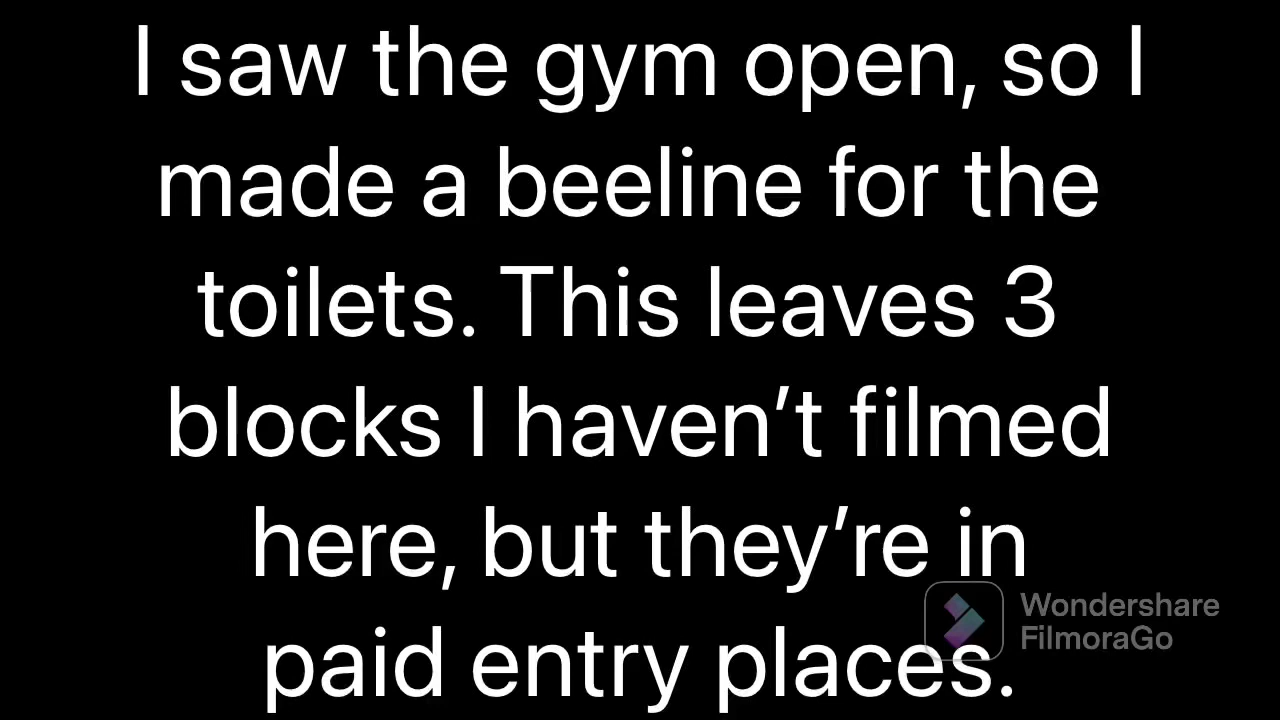 I saw the gym open, so I
made a beeline for the
toilets. This leaves 3
blocks I haven’t filmed
here, but they’re in
paid entry places.
Wondershare
FilmoraGo